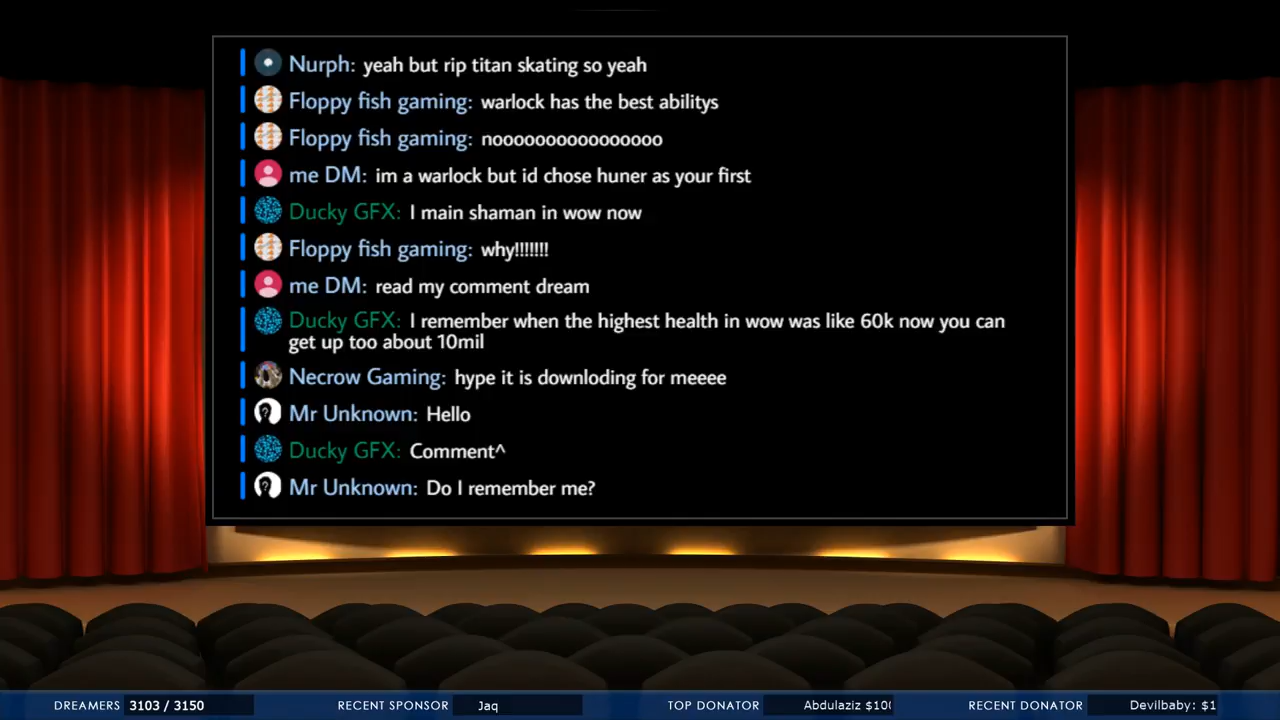 Nurph: yeah but rip titan skating so yeah
Floppy fish gaming: warlock has the best abilitys
Floppy fish gaming: noooooooooooooooo
me DM: im a warlock but id chose huner as your first
Ducky GFX: I main shaman in wow now
Floppy fish gaming: why!!!!!!!
me DM: read my comment dream
Ducky GFX: I remember when the highest health in wow was like 60k now you can
get up too about 10mil
Necrow Gaming: hype it is downloding for meeee
Mr Unknown: Hello
Ducky GFX: Comment^
Mr Unknown: Do I remember me?
DREAMERS 3103 / 3150 RECENT SPONSOR Jaq TOP DONATOR Abdulaziz RECENT DONATOR Devilbaby: $1